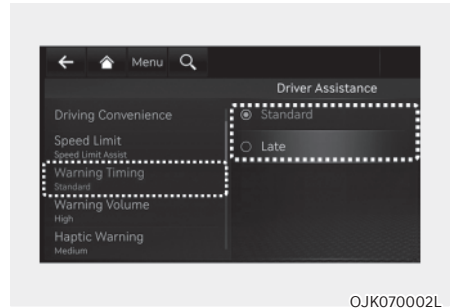 Menu
Driver Assistance
Driving Convenience
Speed Limit
Speed Limit Assist
Warning Timing
Standard
Warning Volume
High
Haptic Warning
Medium
Standard
Late
OJK070002L